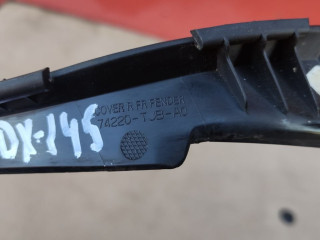 COVER R FR FENDER
74220-TJB-A0
DX-145